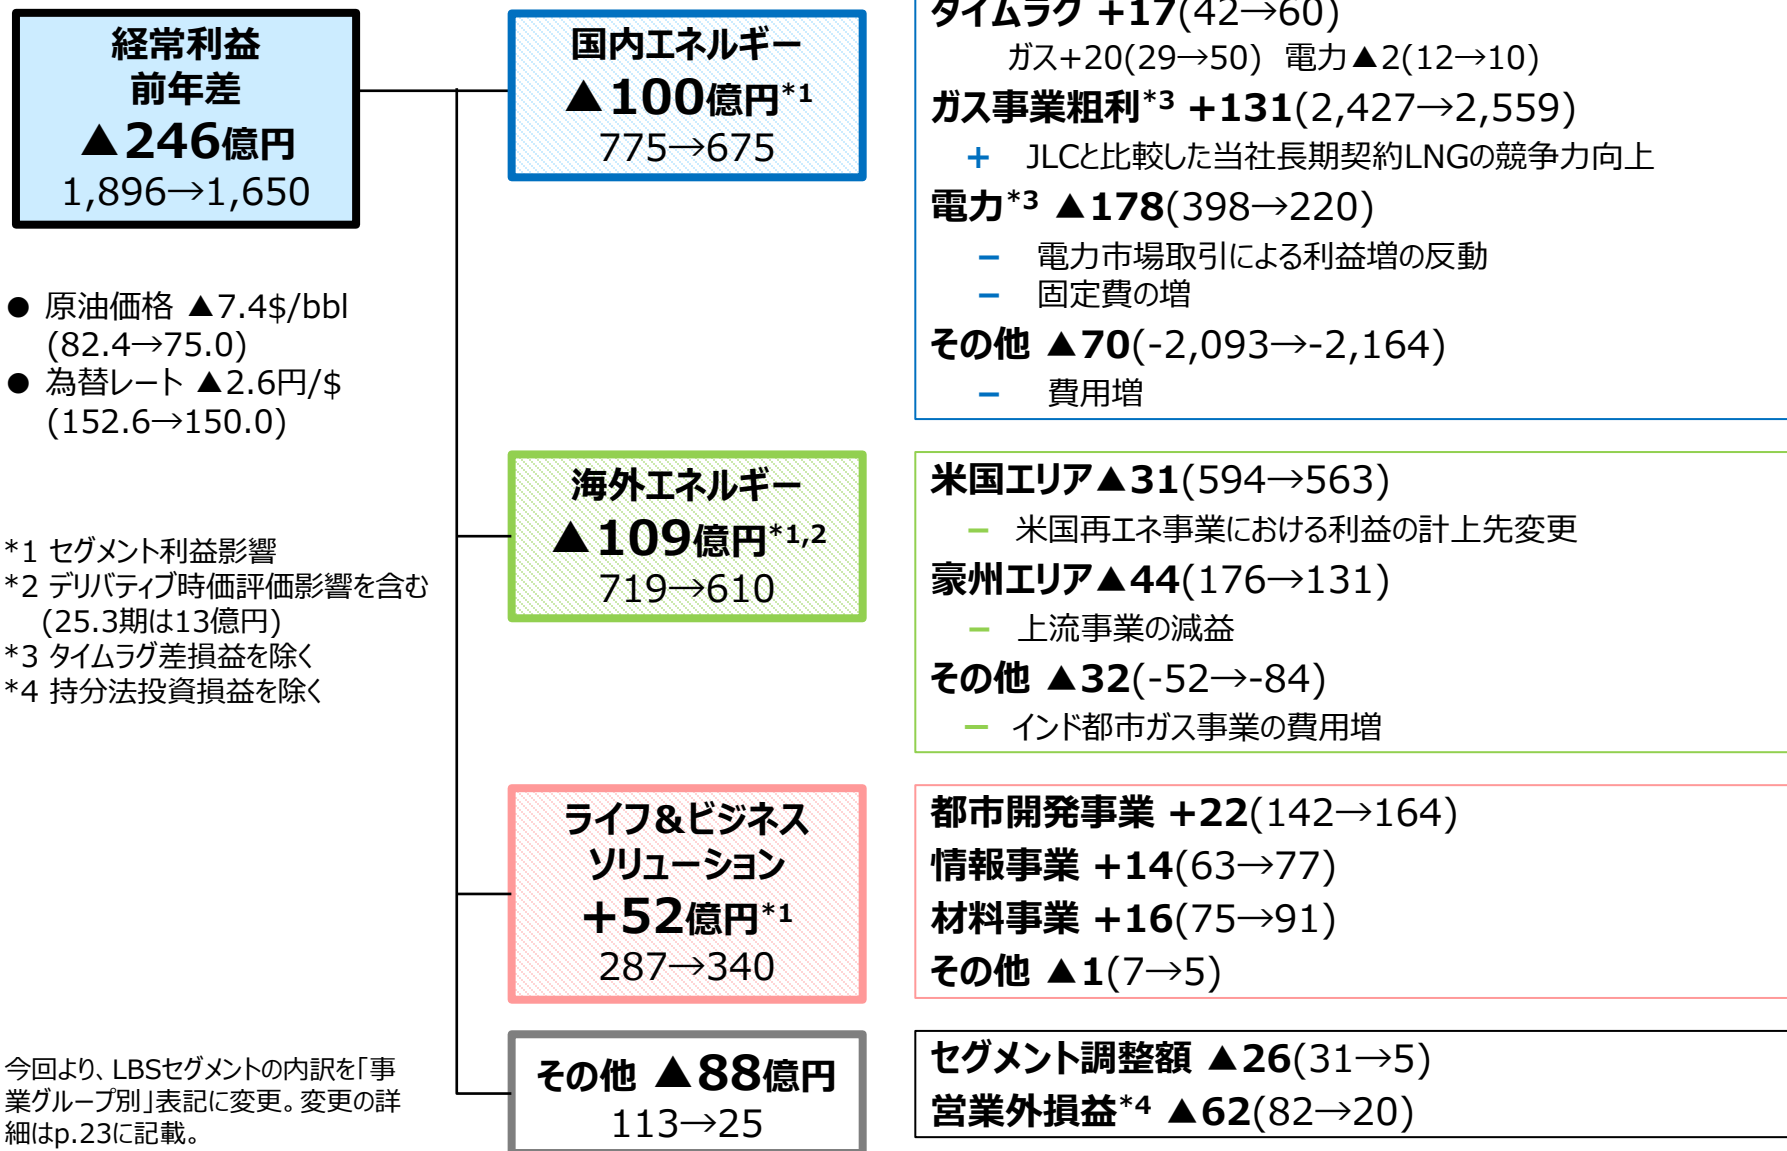 経常利益
前年差
▲246億円
1,896→1,650
● 原油価格 ▲7.4$/bbl
(82.4→75.0)
● 為替レート ▲2.6円/$
(152.6→150.0)
*1 セグメント利益影響
*2 デリバティブ時価評価影響を含む
(25.3期は13億円)
*3 タイムラグ差損益を除く
*4 持分法投資損益を除く
今回より、LBSセグメントの内訳を「事
業グループ別」表記に変更。変更の詳
細はp.23に記載。
国内エネルギー
▲100億円*1
775→675
タイムラグ +17(42→60)
ガス+20(29→50) 電力▲2(12→10)
ガス事業粗利*3 +131(2,427→2,559)
+ JLCと比較した当社長期契約LNGの競争力向上
電力*3 ▲178(398→220)
− 電力市場取引による利益増の反動
− 固定費の増
その他 ▲70(-2,093→-2,164)
− 費用増
海外エネルギー
▲109億円*1,2
719→610
米国エリア▲31(594→563)
− 米国再エネ事業における利益の計上先変更
豪州エリア▲44(176→131)
− 上流事業の減益
その他 ▲32(-52→-84)
− インド都市ガス事業の費用増
ライフ&ビジネス
ソリューション
+52億円*1
287→340
都市開発事業 +22(142→164)
情報事業 +14(63→77)
材料事業 +16(75→91)
その他 ▲1(7→5)
その他 ▲88億円
113→25
セグメント調整額 ▲26(31→5)
営業外損益*4 ▲62(82→20)